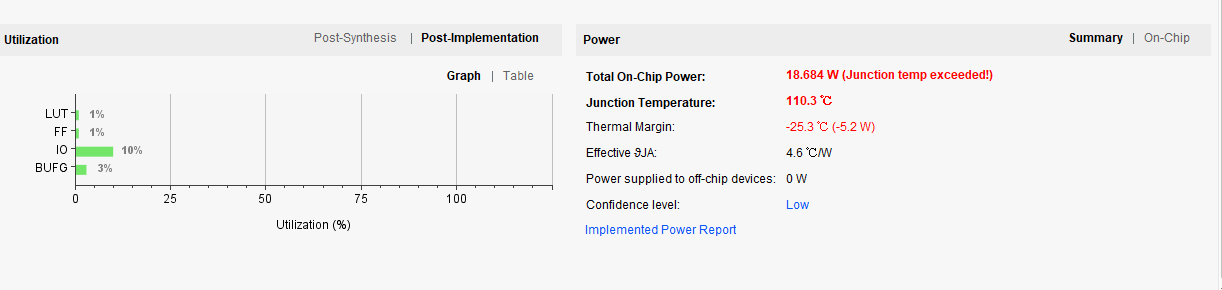 Utilization
Post-Synthesis | Post-Implementation
Graph | Table
LUT 1%
FF 1%
IO 10%
BUFG 3%
0 25 50 75 100
Utilization (%)
Power
Summary | On-Chip
Total On-Chip Power: 18.684 W (Junction temp exceeded!)
Junction Temperature: 110.3 ℃
Thermal Margin: -25.3 ℃ (-5.2 W)
Effective ϑJA: 4.6 ℃/W
Power supplied to off-chip devices: 0 W
Confidence level: Low
Implemented Power Report